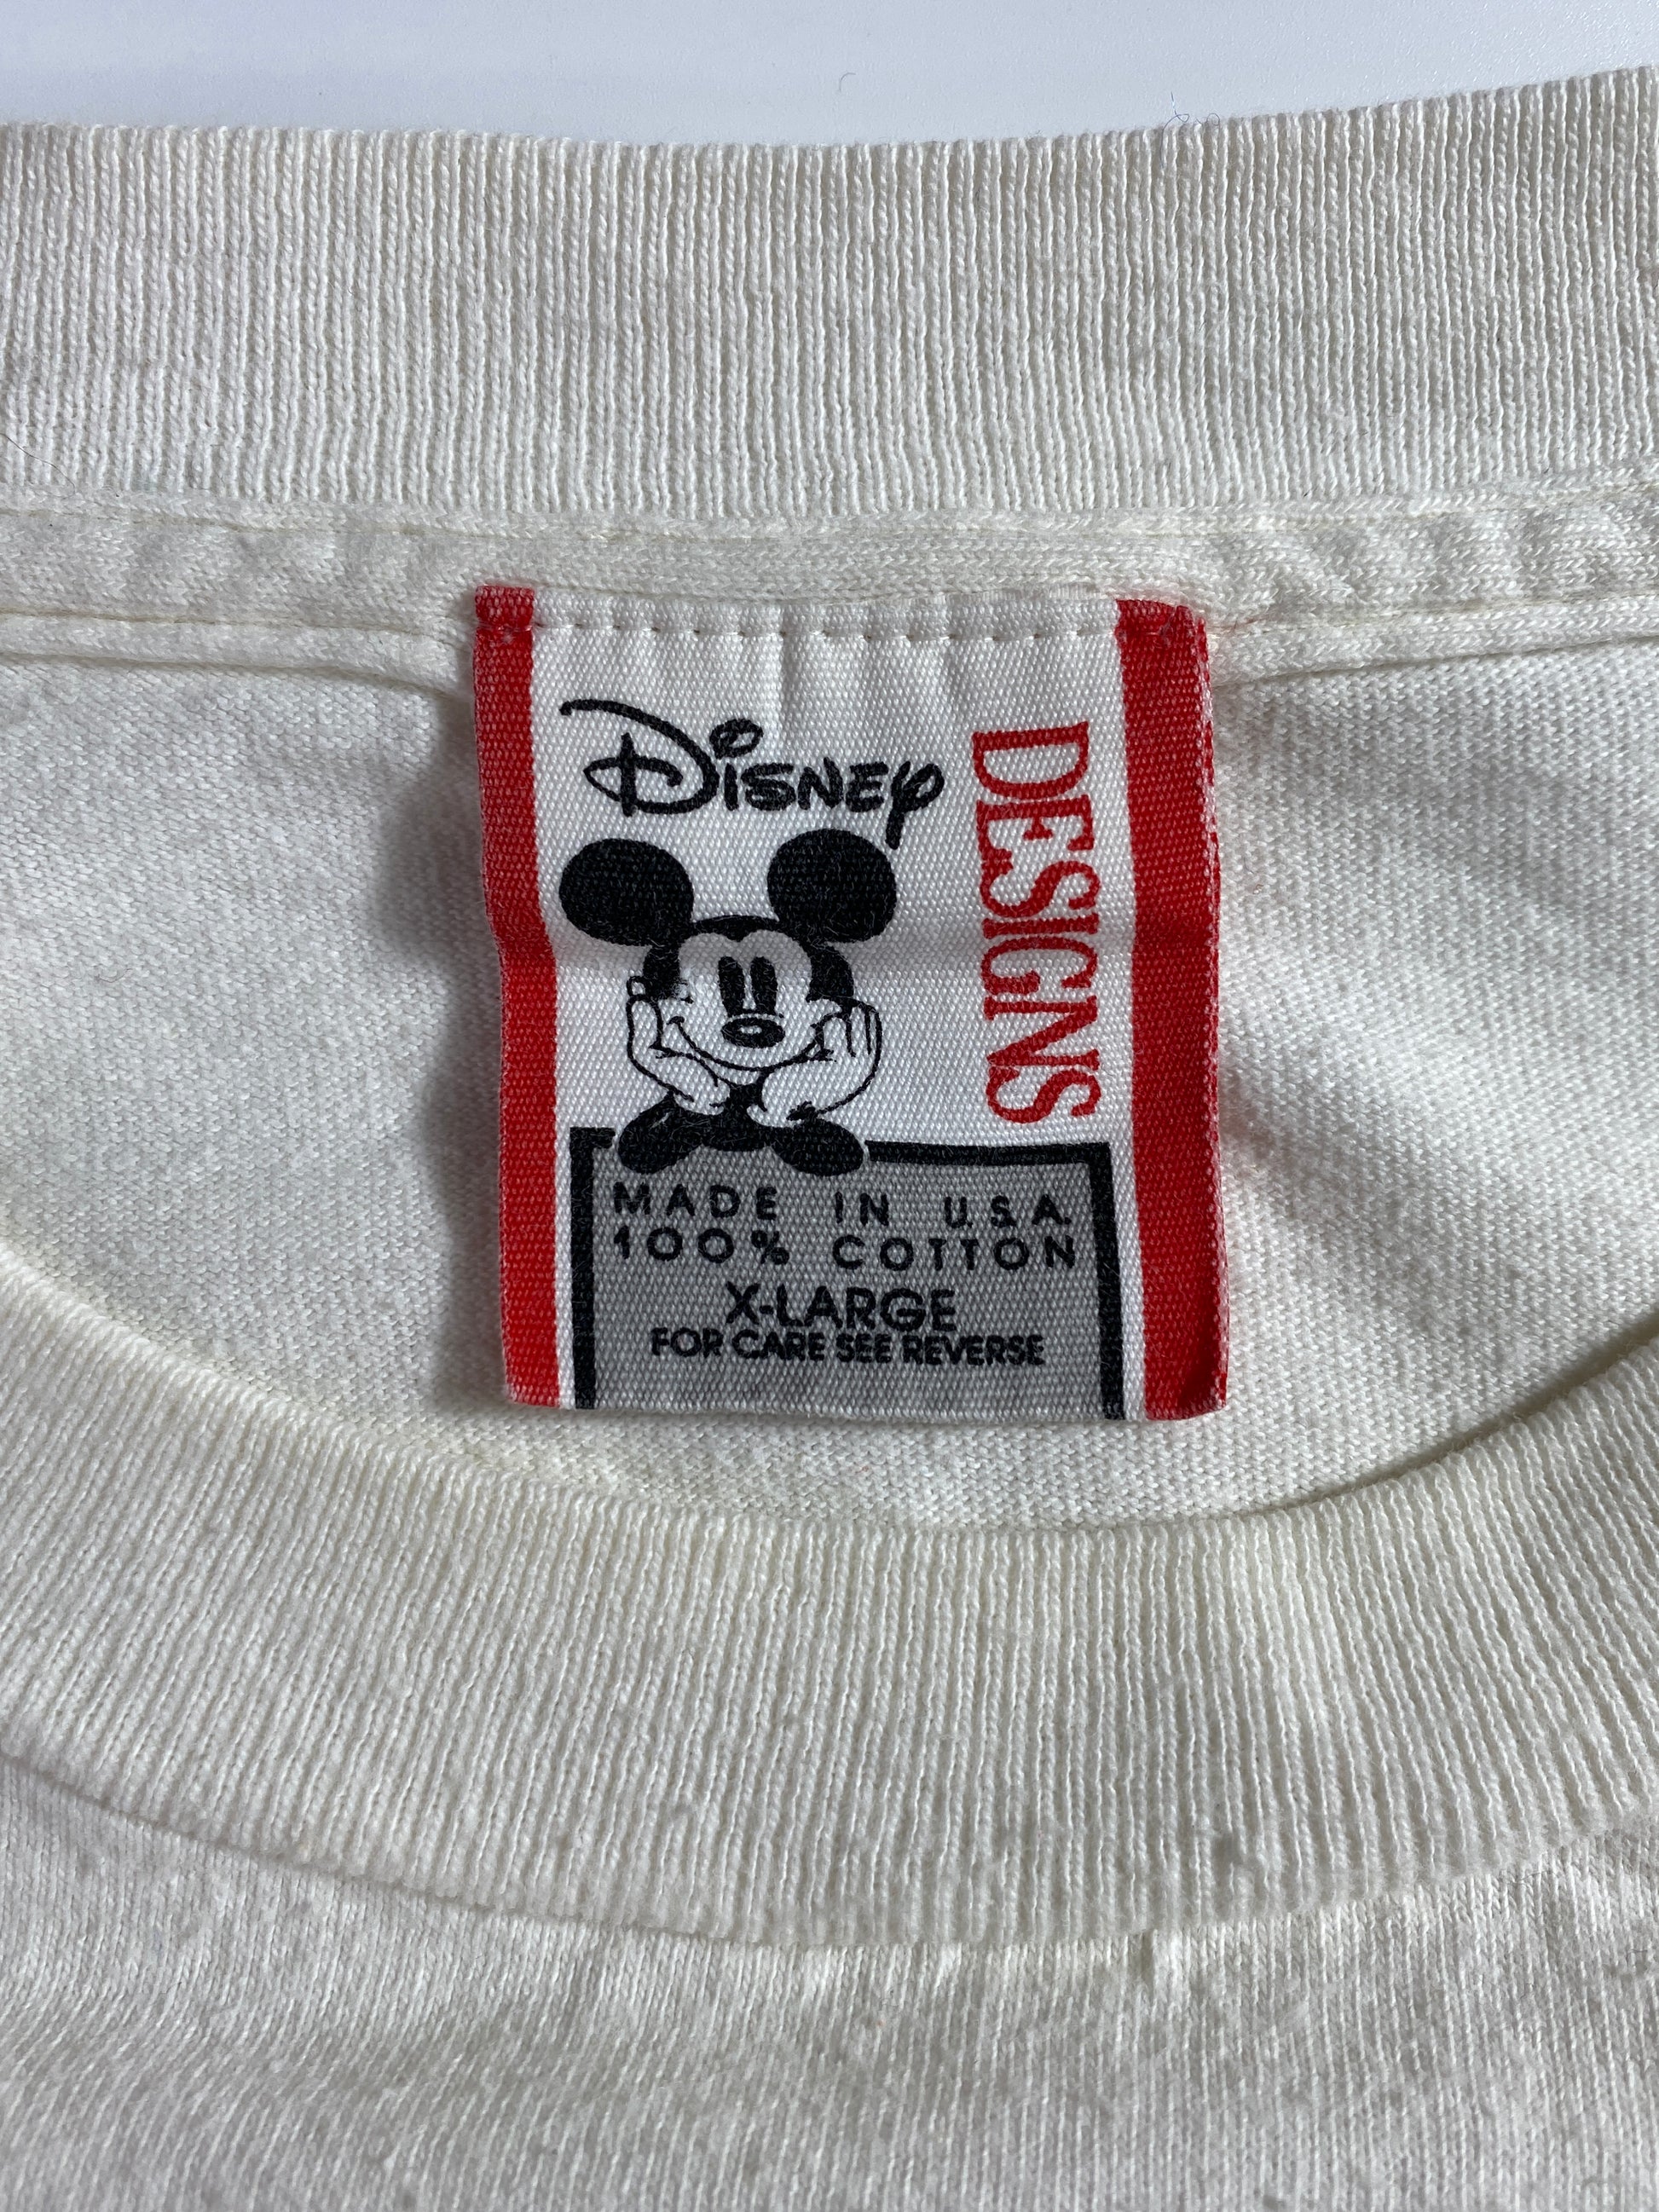 Disney
DESIGNS
MADE IN U.S.A.
100% COTTON
X-LARGE
FOR CARE SEE REVERSE